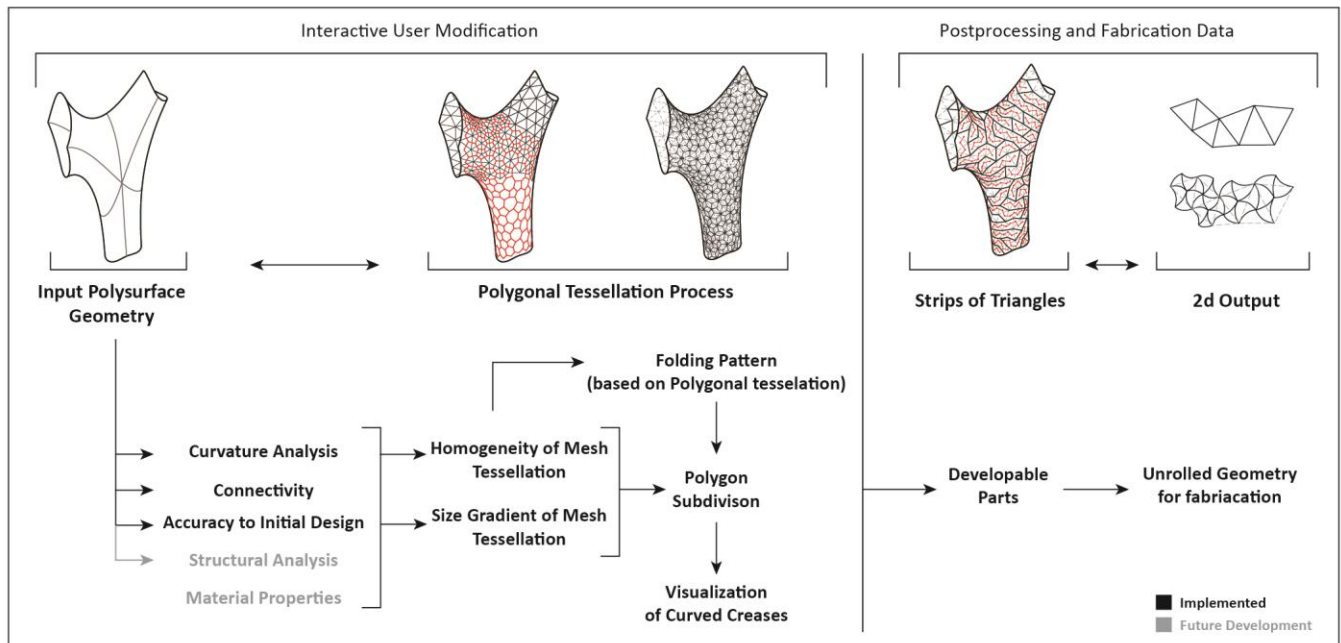 Interactive User Modification
Postprocessing and Fabrication Data
Input Polysurface
Geometry
Polygonal Tessellation Process
Strips of Triangles
2d Output
Folding Pattern
(based on Polygonal tesselation)
Curvature Analysis
Connectivity
Accuracy to Initial Design
Structural Analysis
Material Properties
Homogeneity of Mesh
Tessellation
Size Gradient of Mesh
Tessellation
Polygon
Subdivison
Visualization
of Curved Creases
Developable
Parts
Unrolled Geometry
for fabriacation
Implemented
Future Development